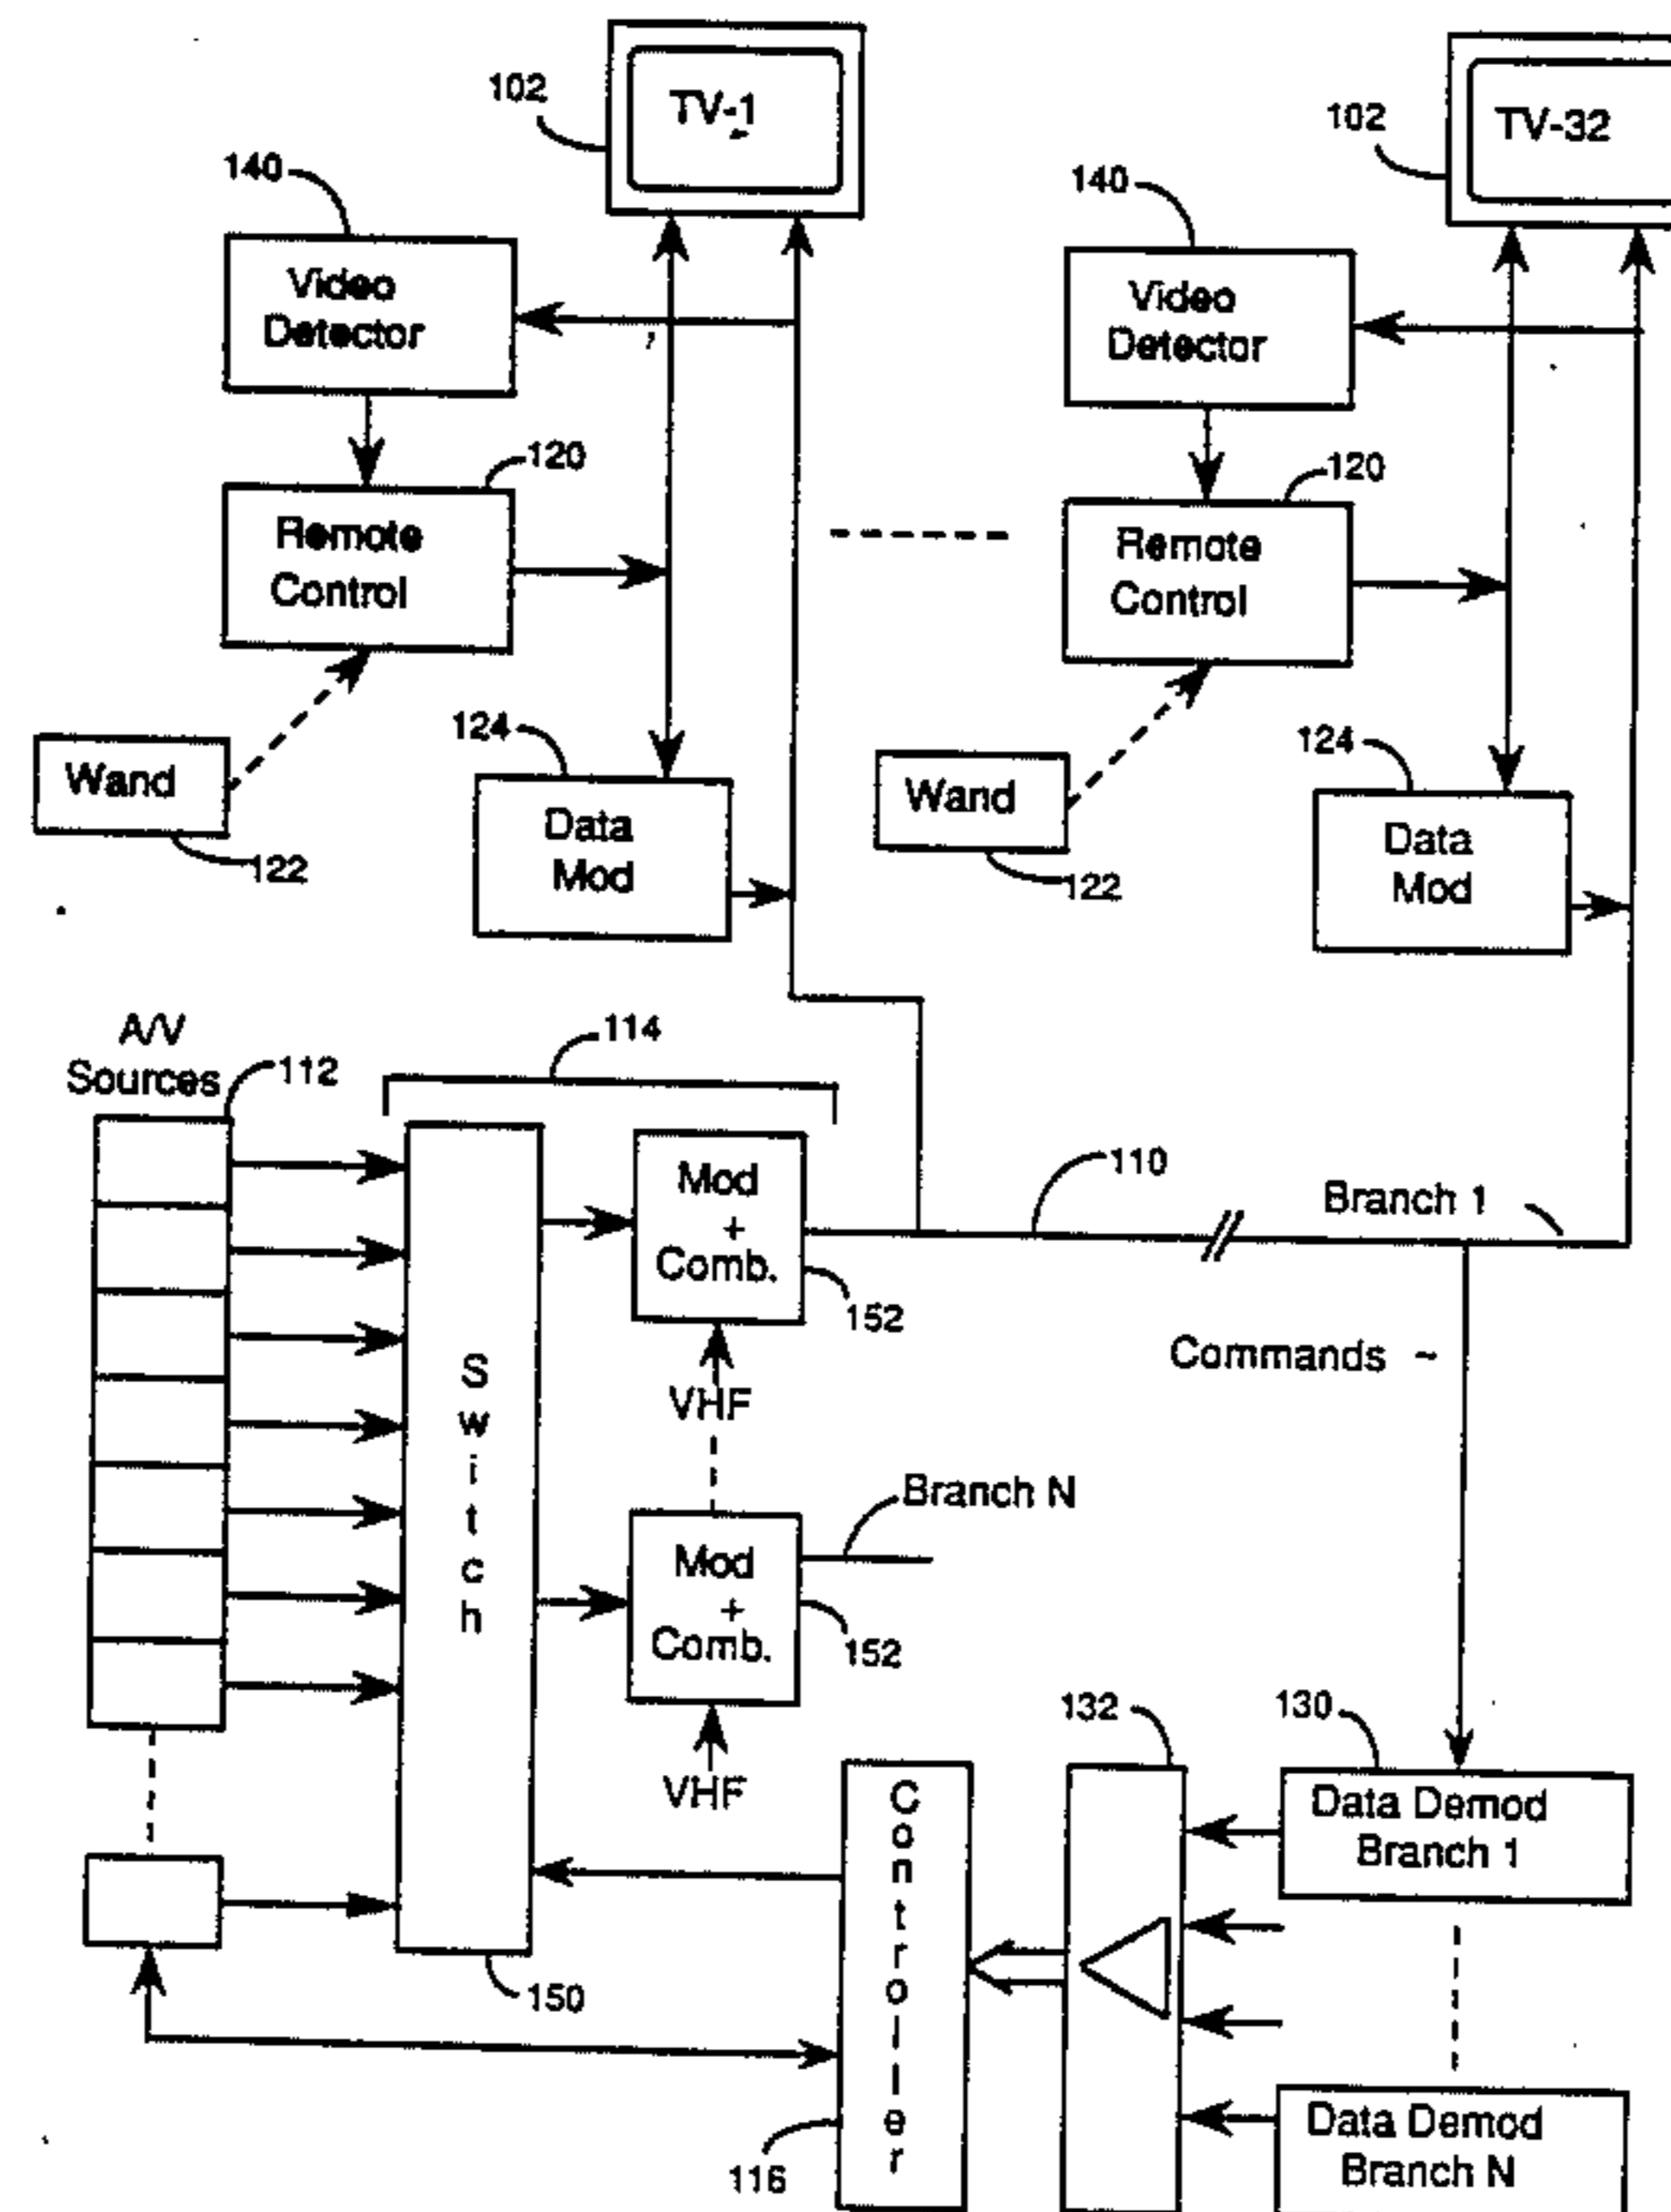 102
TV-1
102
TV-32
140
140
Video
Detector
Video
Detector
120
120
Remote
Control
Remote
Control
124
124
Wand
Wand
122
122
Data
Mod
Data
Mod
A/V
Sources
112
114
Mod
+
Comb.
110
Branch 1
152
Switch
Commands ~
VHF
Branch N
Mod
+
Comb.
152
132
130
VHF
Controller
Data Demod
Branch 1
150
116
Data Demod
Branch N